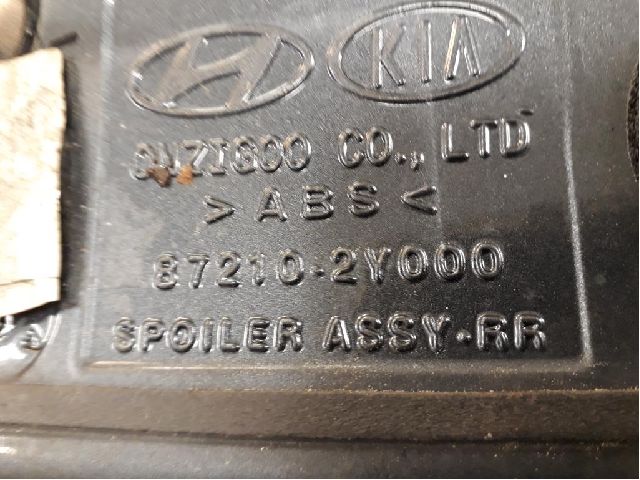 KIA
CO., LTD
>ABS<
87210-2Y000
SPOILER ASSY-RR